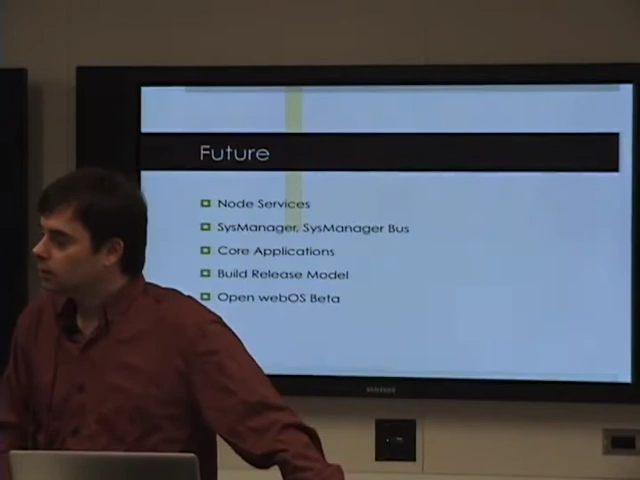 Future
Node Services
SysManager, SysManager Bus
Core Applications
Build Release Model
Open webOS Beta
SAMSUNG